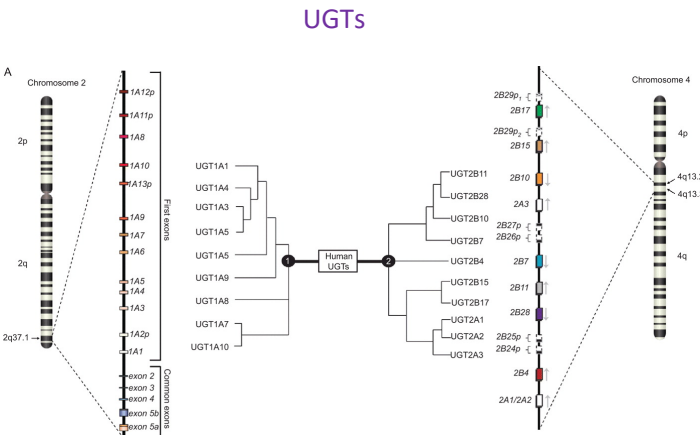 UGTs
A
Chromosome 2
2p
2q
2q37.1
1A12p
1A11p
1A8
1A10
1A13p
1A9
1A7
1A6
1A5
1A4
1A3
1A2p
1A1
First exons
exon 2
exon 3
exon 4
exon 5b
exon 5a
Common exons
UGT1A1
UGT1A4
UGT1A3
UGT1A5
UGT1A5
UGT1A9
UGT1A8
UGT1A7
UGT1A10
1
Human
UGTs
2
UGT2B11
UGT2B28
UGT2B10
UGT2B7
UGT2B4
UGT2B15
UGT2B17
UGT2A1
UGT2A2
UGT2A3
2B29p1
2B17
2B29p2
2B15
2B10
2A3
2B27p
2B26p
2B7
2B11
2B28
2B25p
2B24p
2B4
2A1/2A2
Chromosome 4
4p
4q13.
4q13.
4q